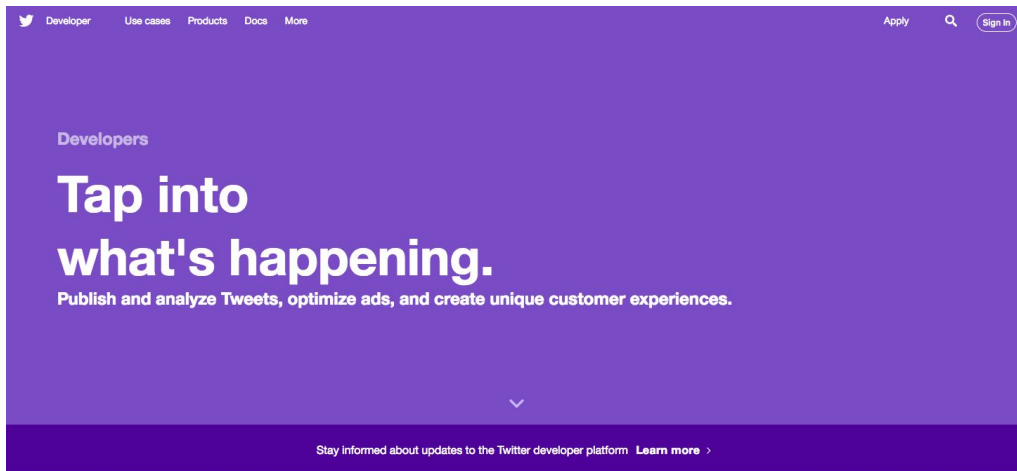 Developer Use cases Products Docs More Apply Sign In
Developers
Tap into
what's happening.
Publish and analyze Tweets, optimize ads, and create unique customer experiences.
Stay informed about updates to the Twitter developer platform Learn more >